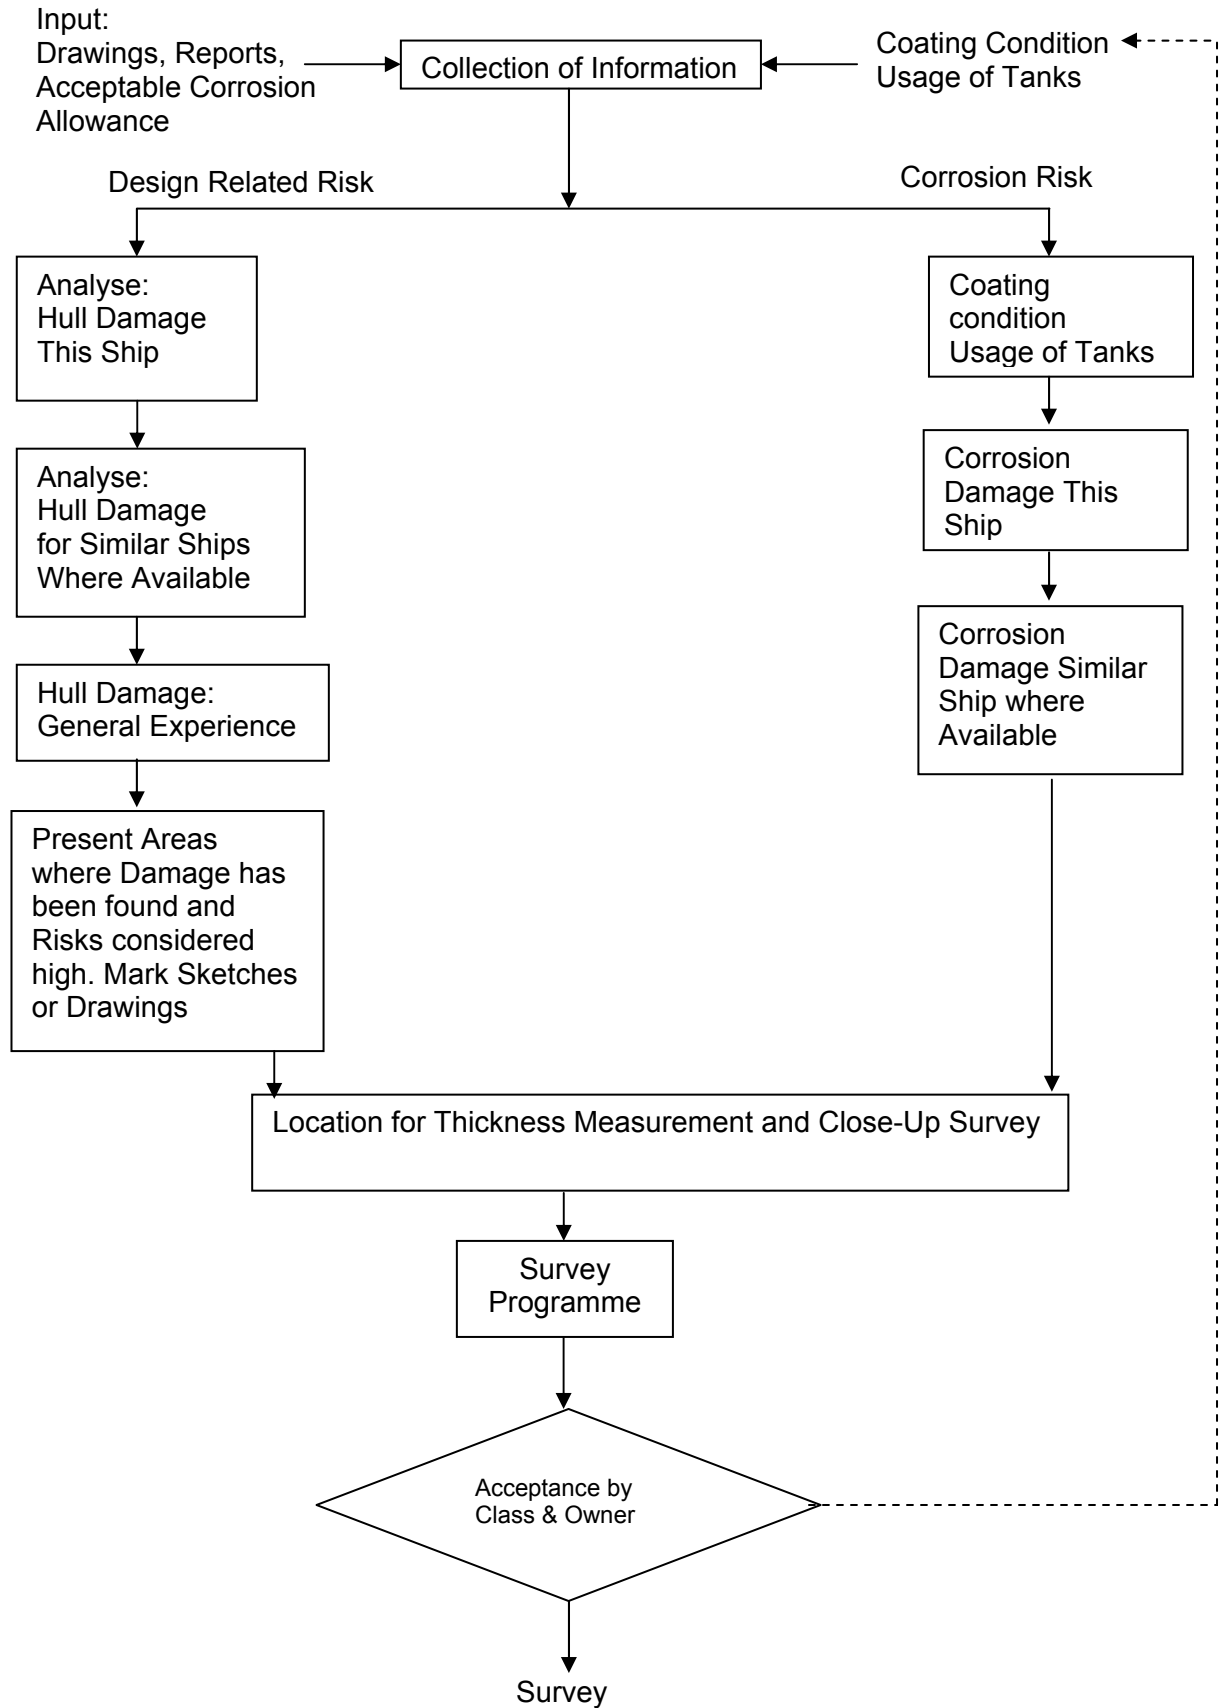 Input:
Drawings, Reports,
Acceptable Corrosion
Allowance
Collection of Information
Coating Condition
Usage of Tanks
Design Related Risk
Corrosion Risk
Analyse:
Hull Damage
This Ship
Analyse:
Hull Damage
for Similar Ships
Where Available
Hull Damage:
General Experience
Present Areas
where Damage has
been found and
Risks considered
high. Mark Sketches
or Drawings
Coating
condition
Usage of Tanks
Corrosion
Damage This
Ship
Corrosion
Damage Similar
Ship where
Available
Location for Thickness Measurement and Close-Up Survey
Survey
Programme
Acceptance by
Class & Owner
Survey